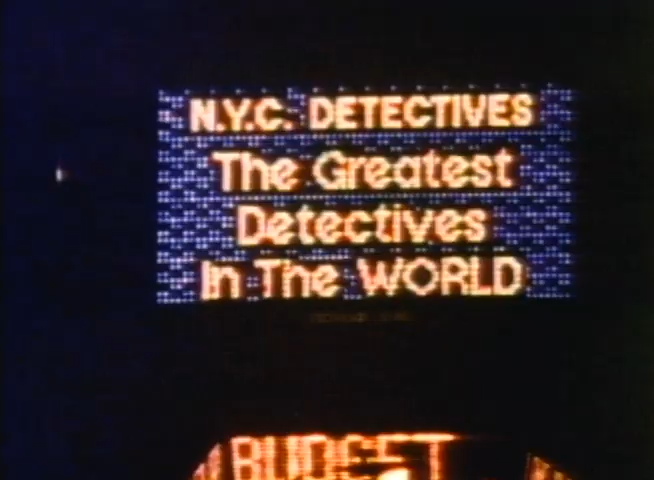 N.Y.C. DETECTIVES
The Greatest
Detectives
In The WORLD
BUDGET